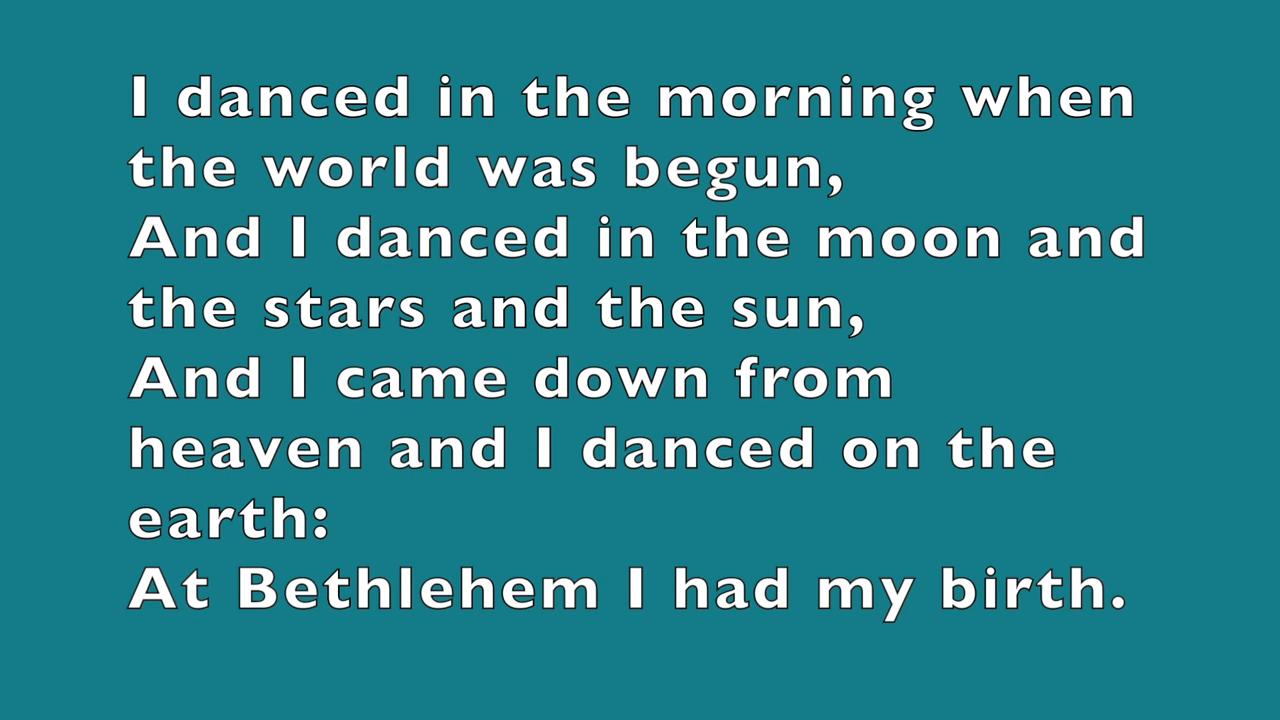 I danced in the morning when
the world was begun,
And I danced in the moon and
the stars and the sun,
And I came down from
heaven and I danced on the
earth:
At Bethlehem I had my birth.